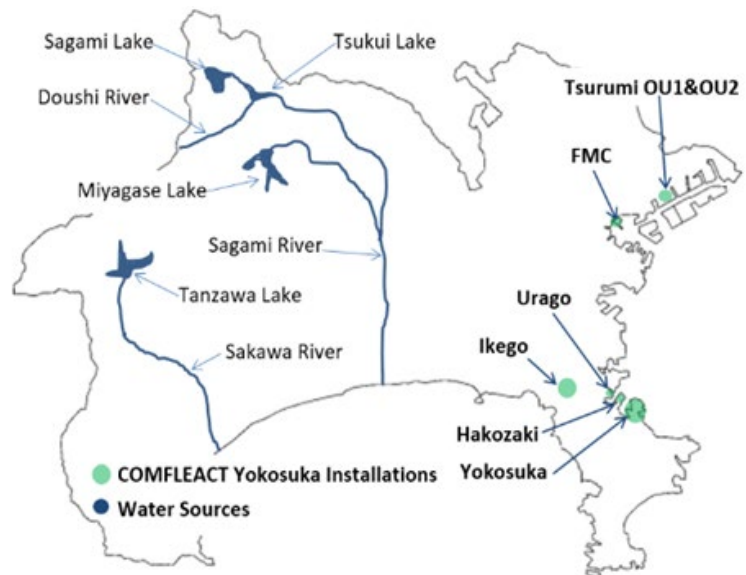 Sagami Lake
Tsukui Lake
Doushi River
Tsurumi OU1&OU2
FMC
Miyagase Lake
Sagami River
Tanzawa Lake
Urago
Ikego
Sakawa River
Hakozaki
Yokosuka
COMFLEACT Yokosuka Installations
Water Sources